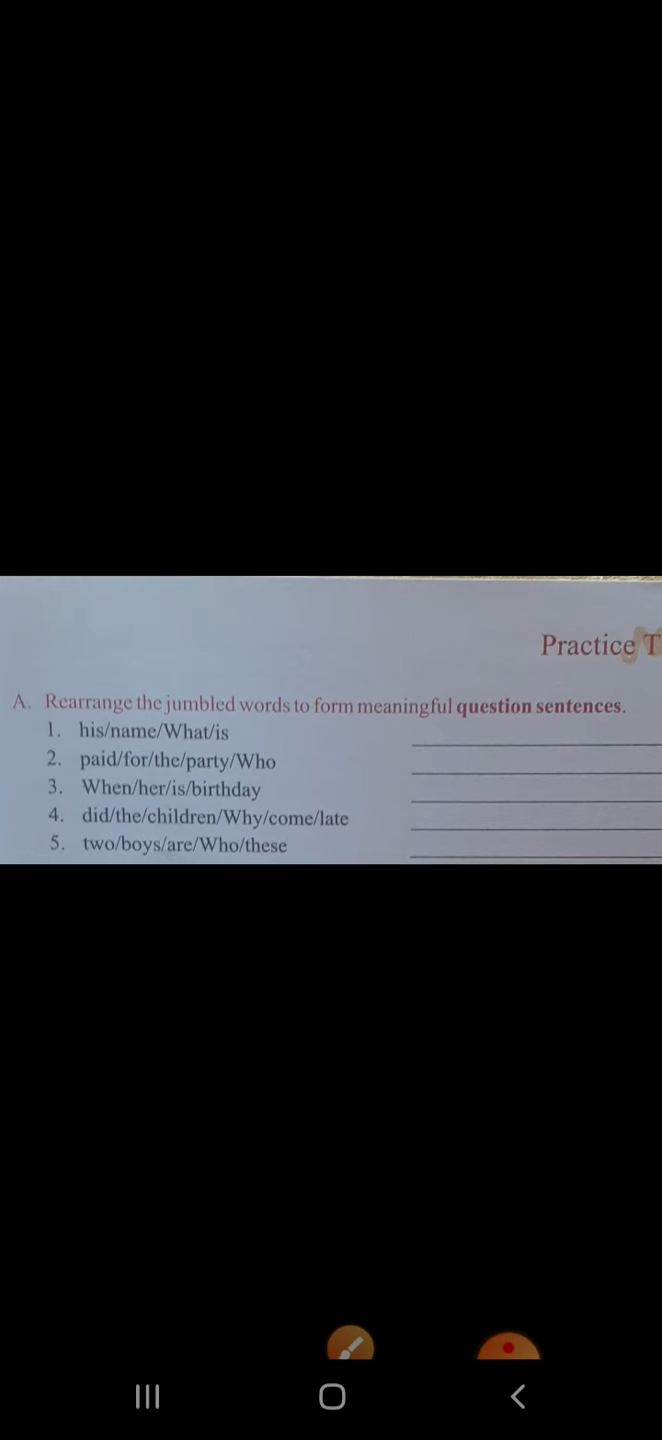 Practice T
A. Rearrange the jumbled words to form meaningful question sentences.
1. his/name/What/is
2. paid/for/the/party/Who
3. When/her/is/birthday
4. did/the/children/Why/come/late
5. two/boys/are/Who/these